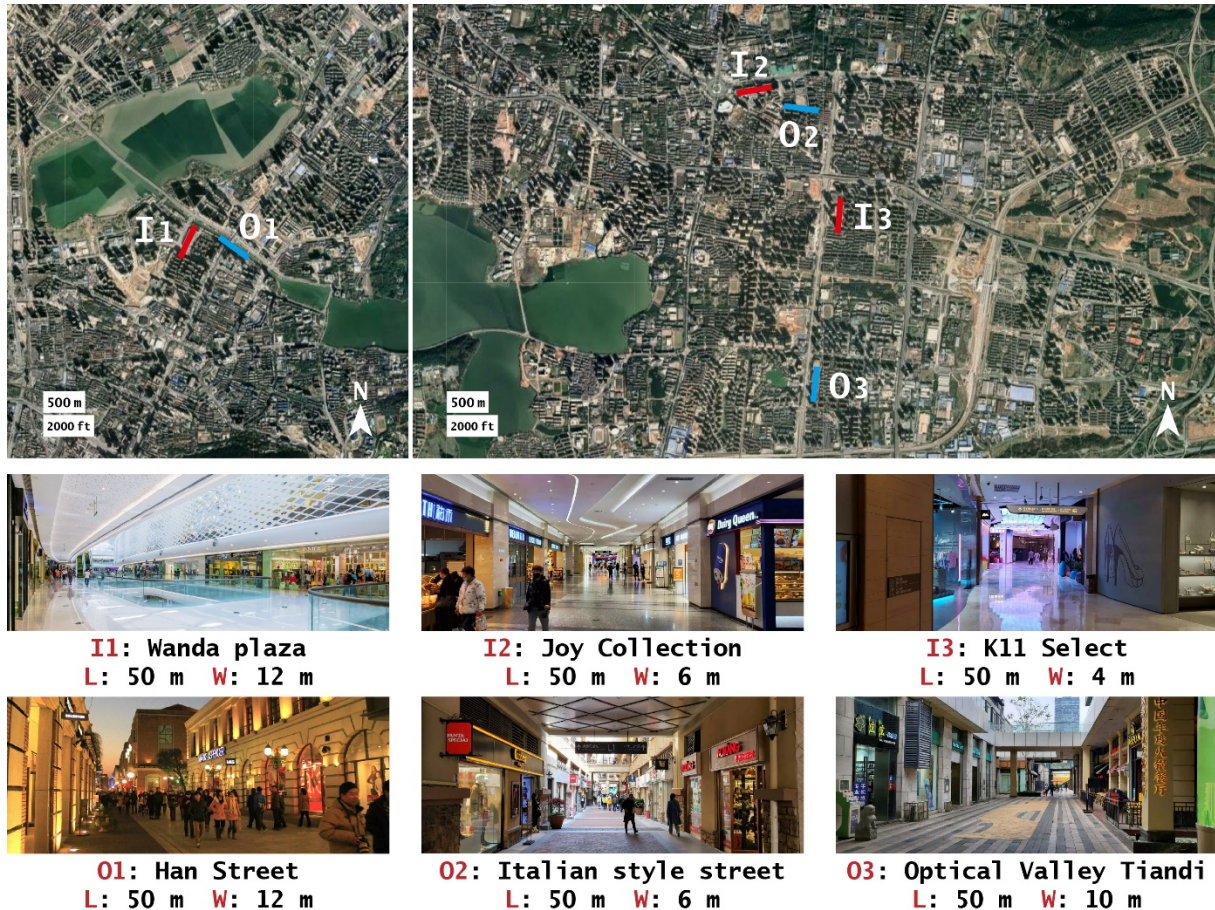 I1
O1
I2
O2
I3
O3
N
500 m
2000 ft
N
500 m
2000 ft
Dairy Queen
I1: Wanda plaza
L: 50 m W: 12 m
I2: Joy Collection
L: 50 m W: 6 m
I3: K11 Select
L: 50 m W: 4 m
O1: Han Street
L: 50 m W: 12 m
O2: Italian style street
L: 50 m W: 6 m
O3: Optical Valley Tiandi
L: 50 m W: 10 m